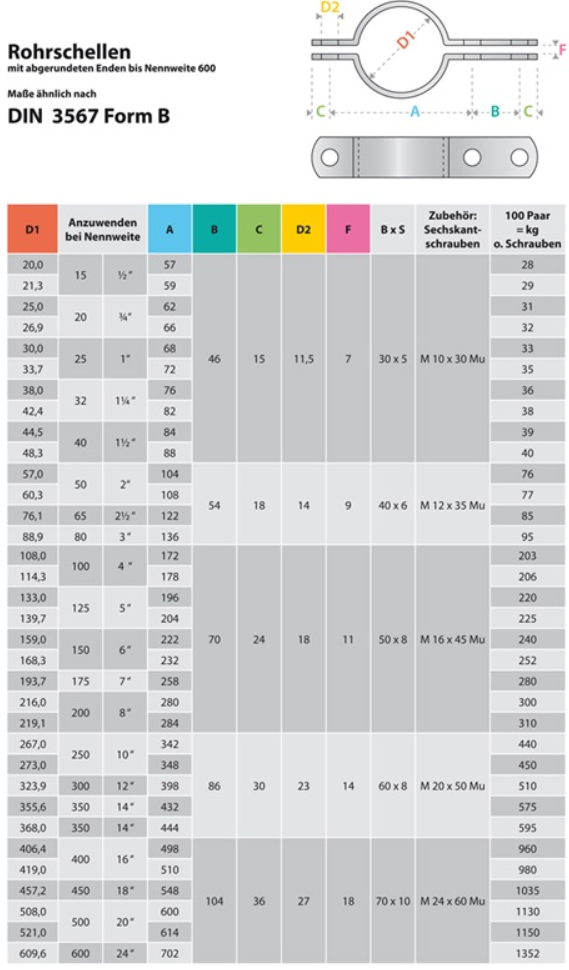 D2
Rohrschellen
mit abgerundeten Enden bis Nennweite 600
D1
F
Maße ähnlich nach
DIN 3567 Form B
C A B C
D1 Anzuwenden bei Nennweite A B C D2 F B x S Zubehör: Sechskant-schrauben 100 Paar = kg o. Schrauben
20,0 15 ½" 57 46 15 11,5 7 30 x 5 M 10 x 30 Mu 28
21,3 59 29
25,0 20 ¾" 62 31
26,9 66 32
30,0 25 1" 68 33
33,7 72 35
38,0 32 1¼" 76 36
42,4 82 38
44,5 40 1½" 84 39
48,3 88 40
57,0 50 2" 104 54 18 14 9 40 x 6 M 12 x 35 Mu 76
60,3 108 77
76,1 65 2½" 122 85
88,9 80 3" 136 95
108,0 100 4" 172 70 24 18 11 50 x 8 M 16 x 45 Mu 203
114,3 178 206
133,0 125 5" 196 220
139,7 204 225
159,0 150 6" 222 240
168,3 232 252
193,7 175 7" 258 280
216,0 200 8" 280 300
219,1 284 310
267,0 250 10" 342 86 30 23 14 60 x 8 M 20 x 50 Mu 440
273,0 348 450
323,9 300 12" 398 510
355,6 350 14" 432 575
368,0 350 14" 444 595
406,4 400 16" 498 104 36 27 18 70 x 10 M 24 x 60 Mu 960
419,0 510 980
457,2 450 18" 548 1035
508,0 500 20" 600 1130
521,0 614 1150
609,6 600 24" 702 1352